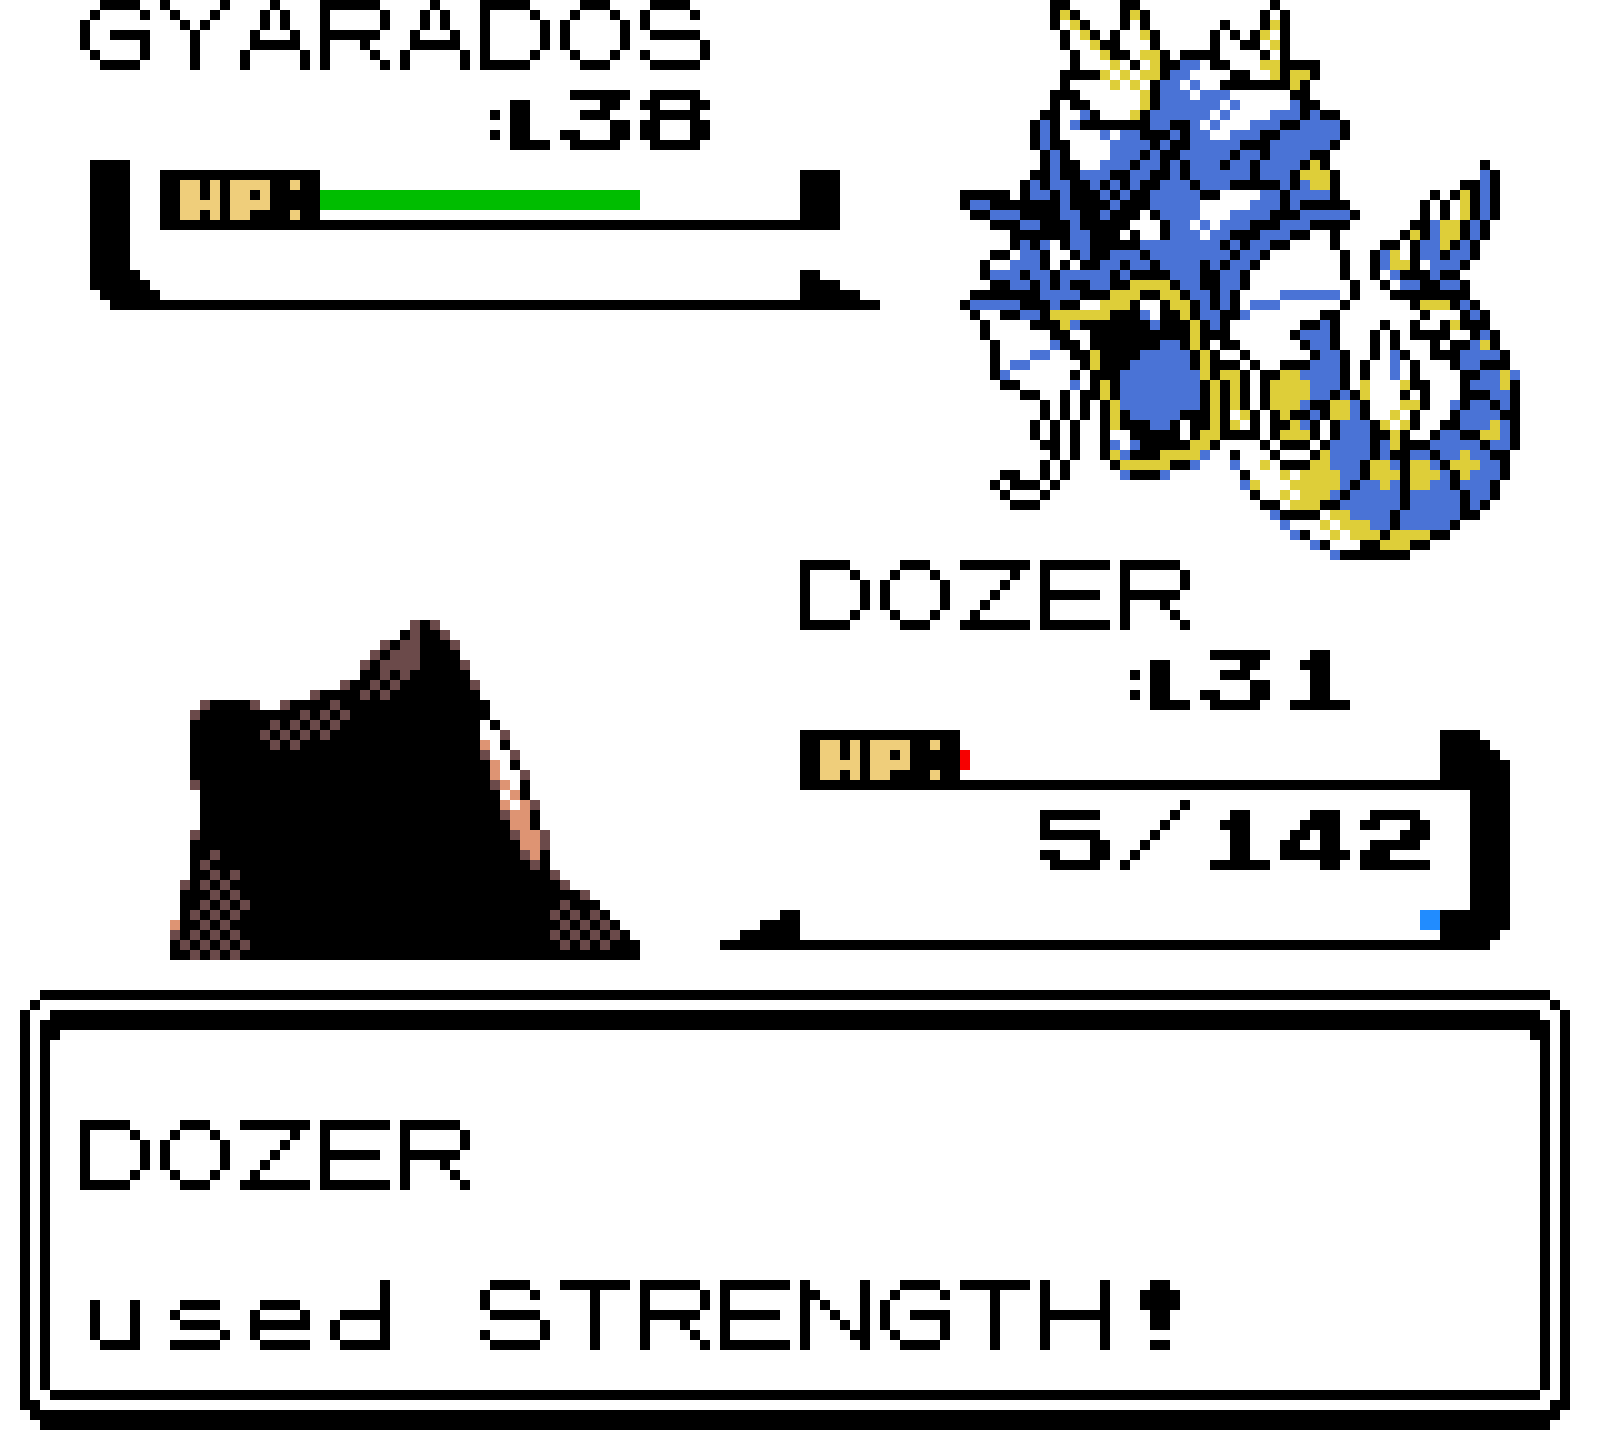 GYARADOS
:L38
HP:
DOZER
:L31
HP:
5/142
DOZER
used STRENGTH!